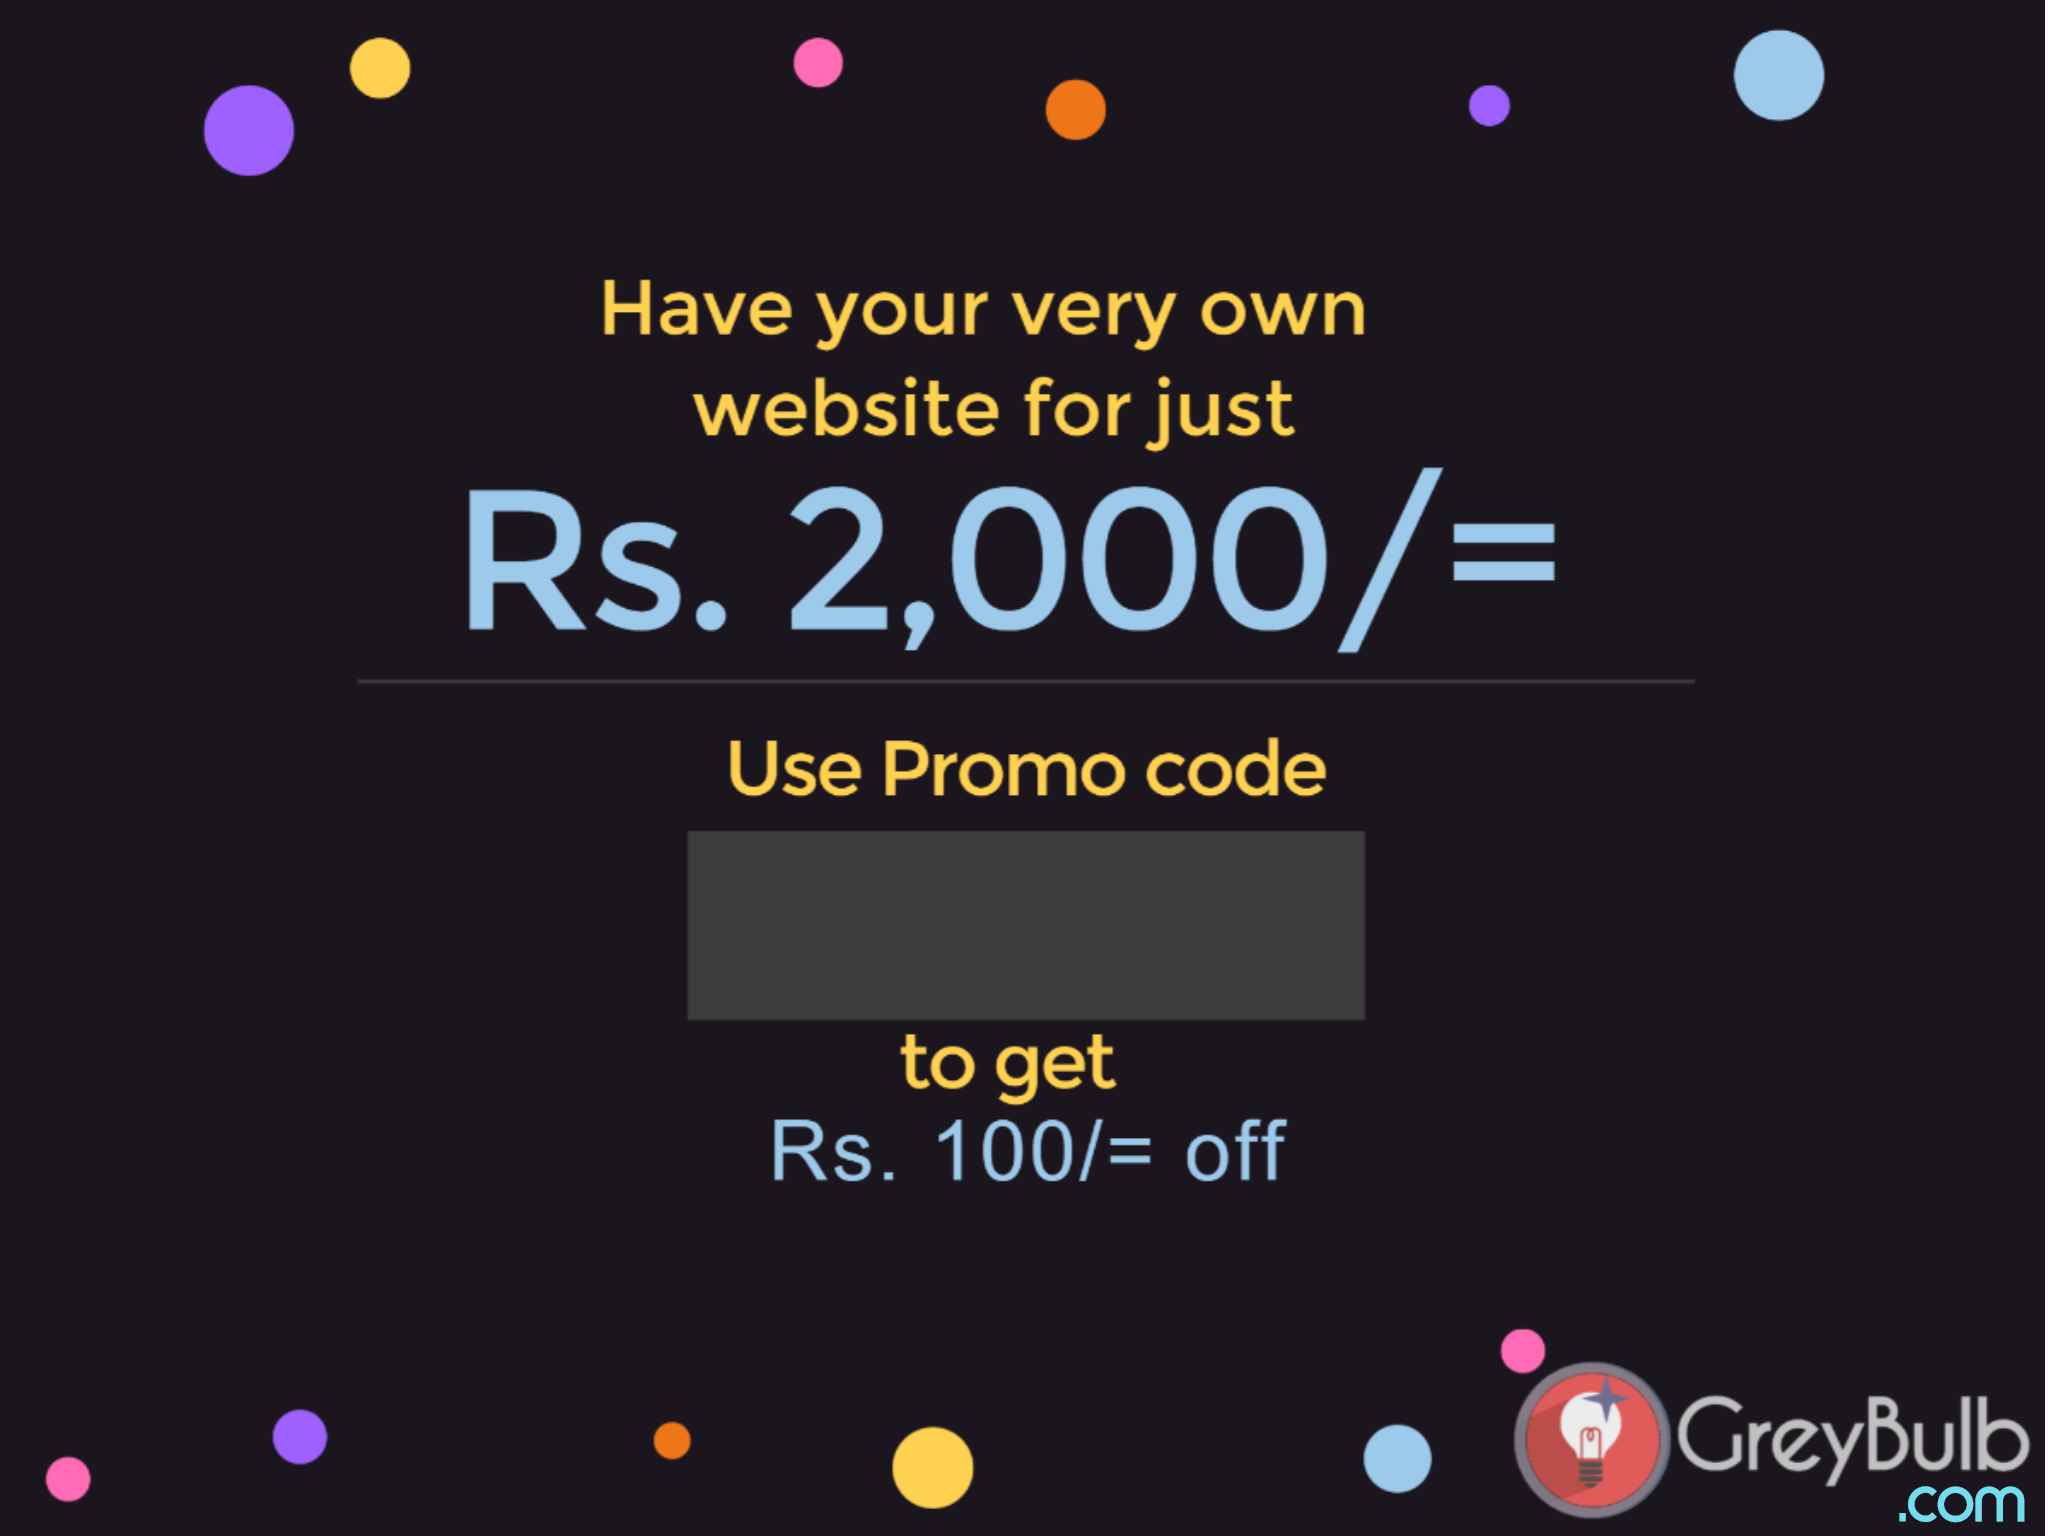 Have your very own
website for just
Rs. 2,000/=
Use Promo code
to get
Rs. 100/= off
GreyBulb
.com